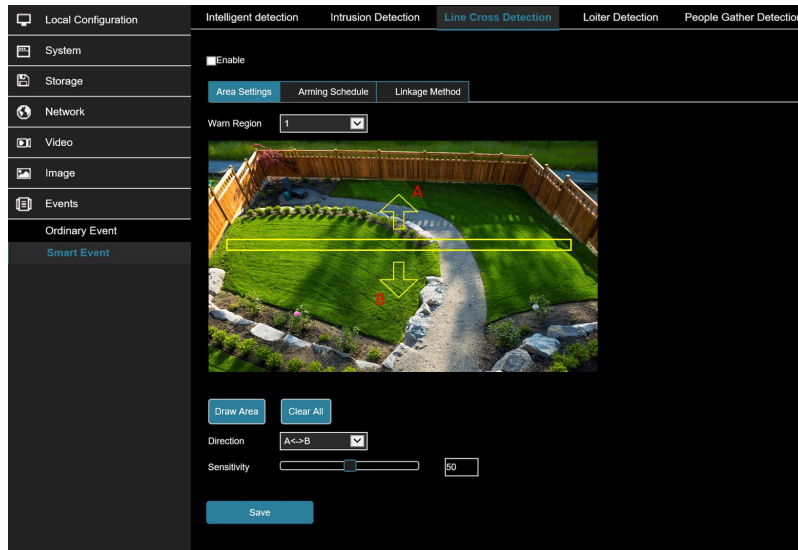 Local Configuration
System
Storage
Network
Video
Image
Events
Ordinary Event
Smart Event
Intelligent detection Intrusion Detection Line Cross Detection Loiter Detection People Gather Detection
Enable
Area Settings Arming Schedule Linkage Method
Warn Region 1
A
B
Draw Area Clear All
Direction A<->B
Sensitivity 50
Save